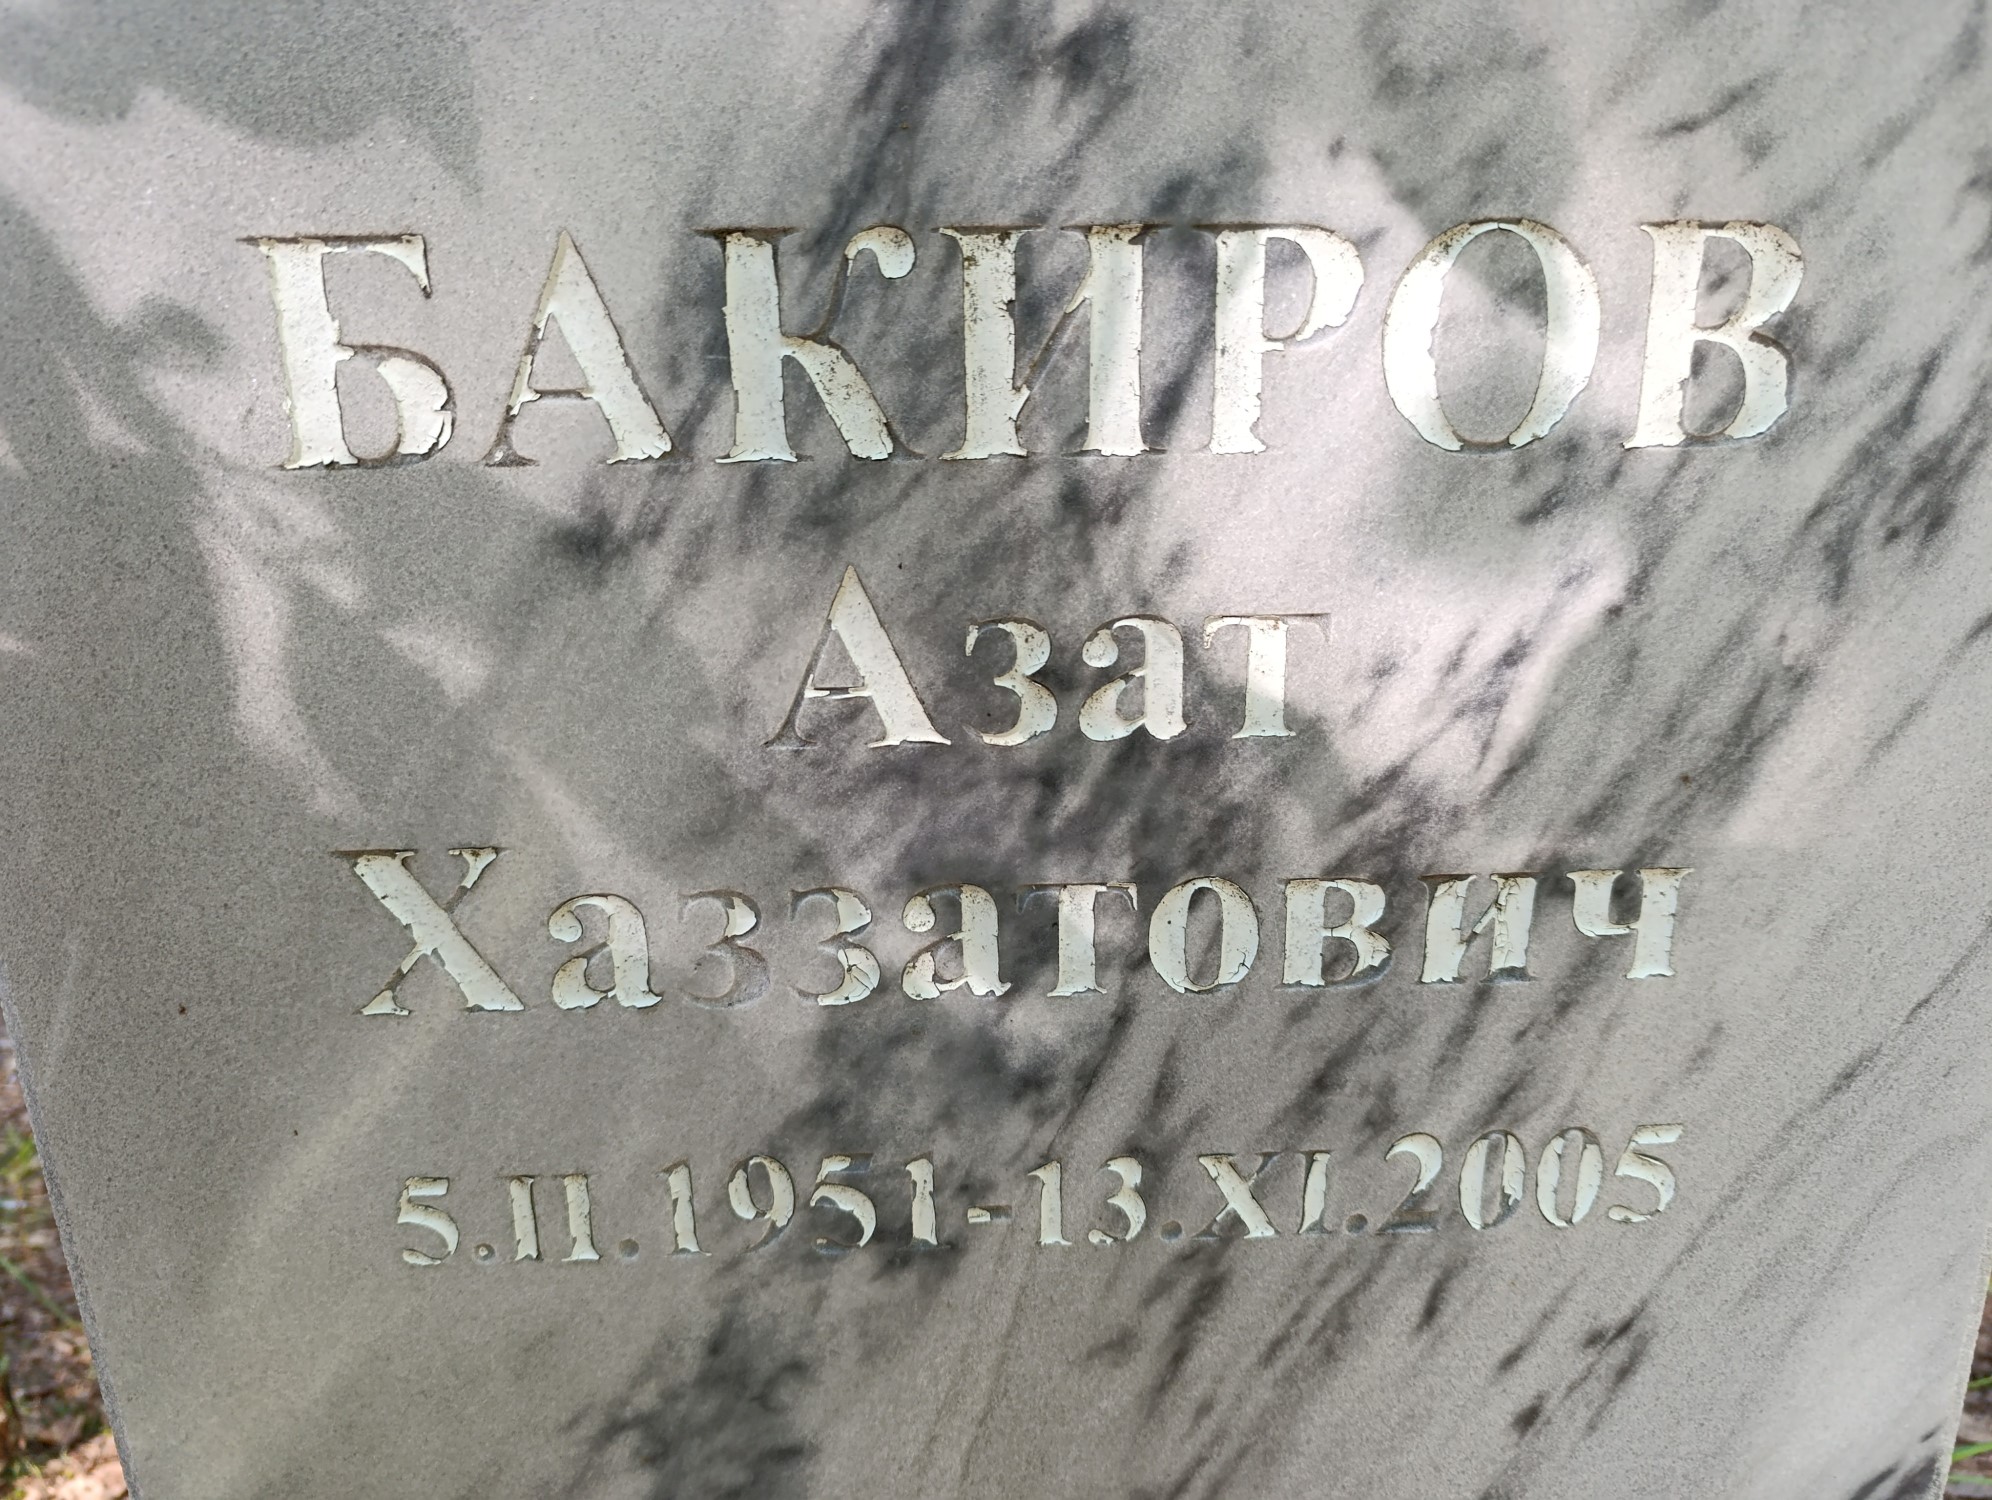 БАКИРОВ
Азат
Хаззатович
5.II.1951-13.XI.2005